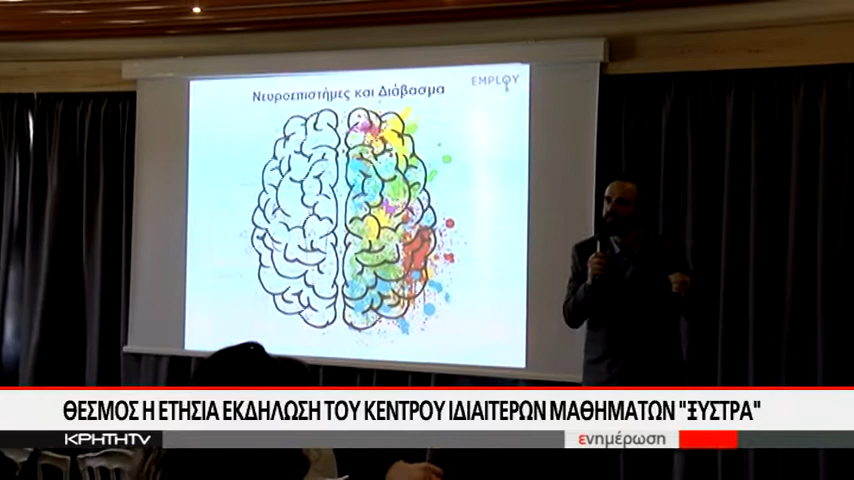 EMPLOY
Νευροεπιστήμες και Διάβασμα
ΘΕΣΜΟΣ Η ΕΤΗΣΙΑ ΕΚΔΗΛΩΣΗ ΤΟΥ ΚΕΝΤΡΟΥ ΙΔΙΑΙΤΕΡΩΝ ΜΑΘΗΜΑΤΩΝ "ΞΥΣΤΡΑ"
ΚΡΗΤΗTV
ενημέρωση